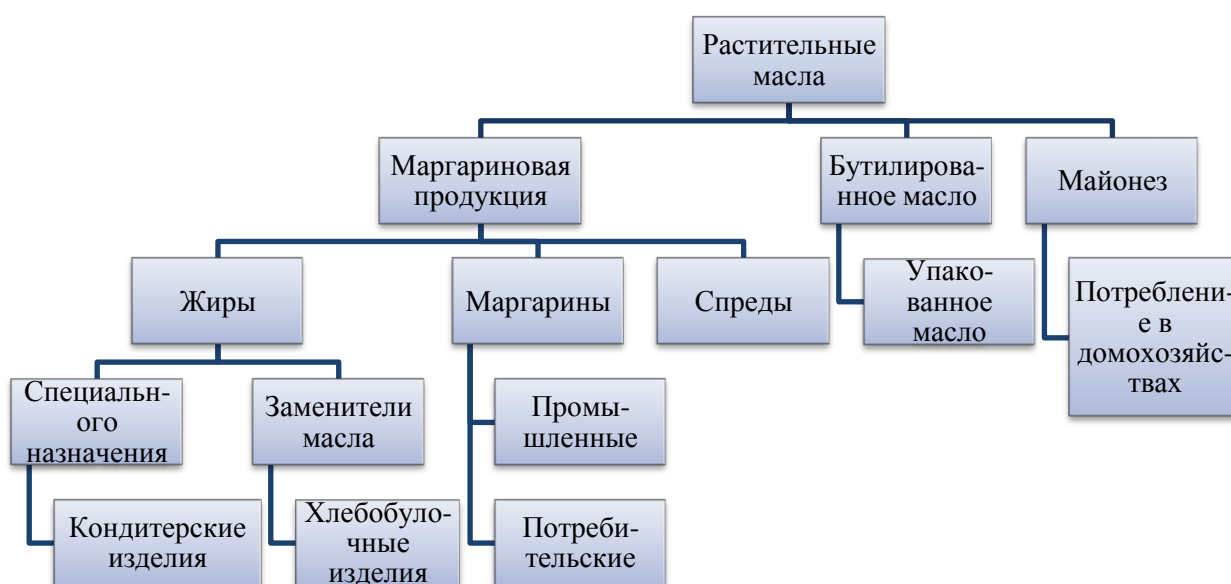 Растительные
масла
Маргариновая
продукция
Бутилирова-
нное масло
Майонез
Жиры
Маргарины
Спреды
Упако-
ванное
масло
Потреблени-
е в
домохозяйс-
твах
Специальн-
ого
назначения
Заменители
масла
Промы-
шленные
Кондитерские
изделия
Хлебобуло-
чные
изделия
Потреби-
тельские